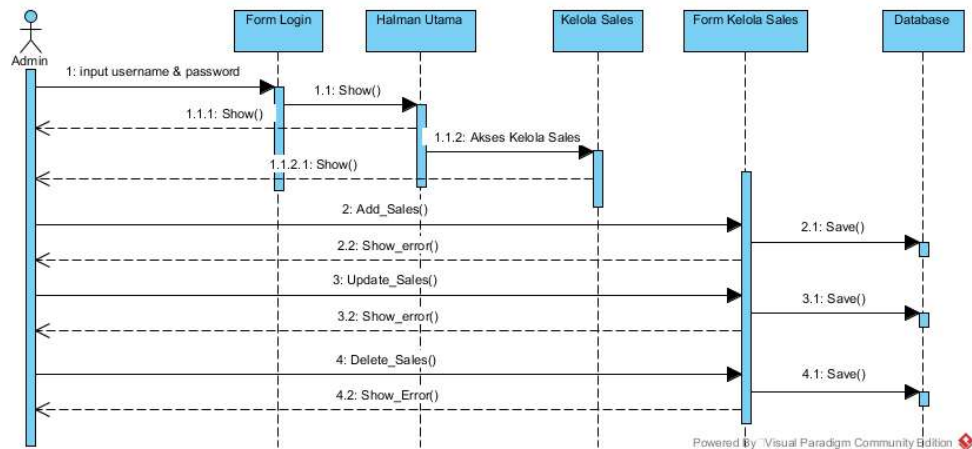 Form Login
Halman Utama
Kelola Sales
Form Kelola Sales
Database
Admin
1: input username & password
1.1: Show()
1.1.1: Show()
1.1.2: Akses Kelola Sales
1.1.2.1: Show()
2: Add_Sales()
2.1: Save()
2.2: Show_error()
3: Update_Sales()
3.1: Save()
3.2: Show_error()
4: Delete_Sales()
4.1: Save()
4.2: Show_Error()
Powered By Visual Paradigm Community Edition